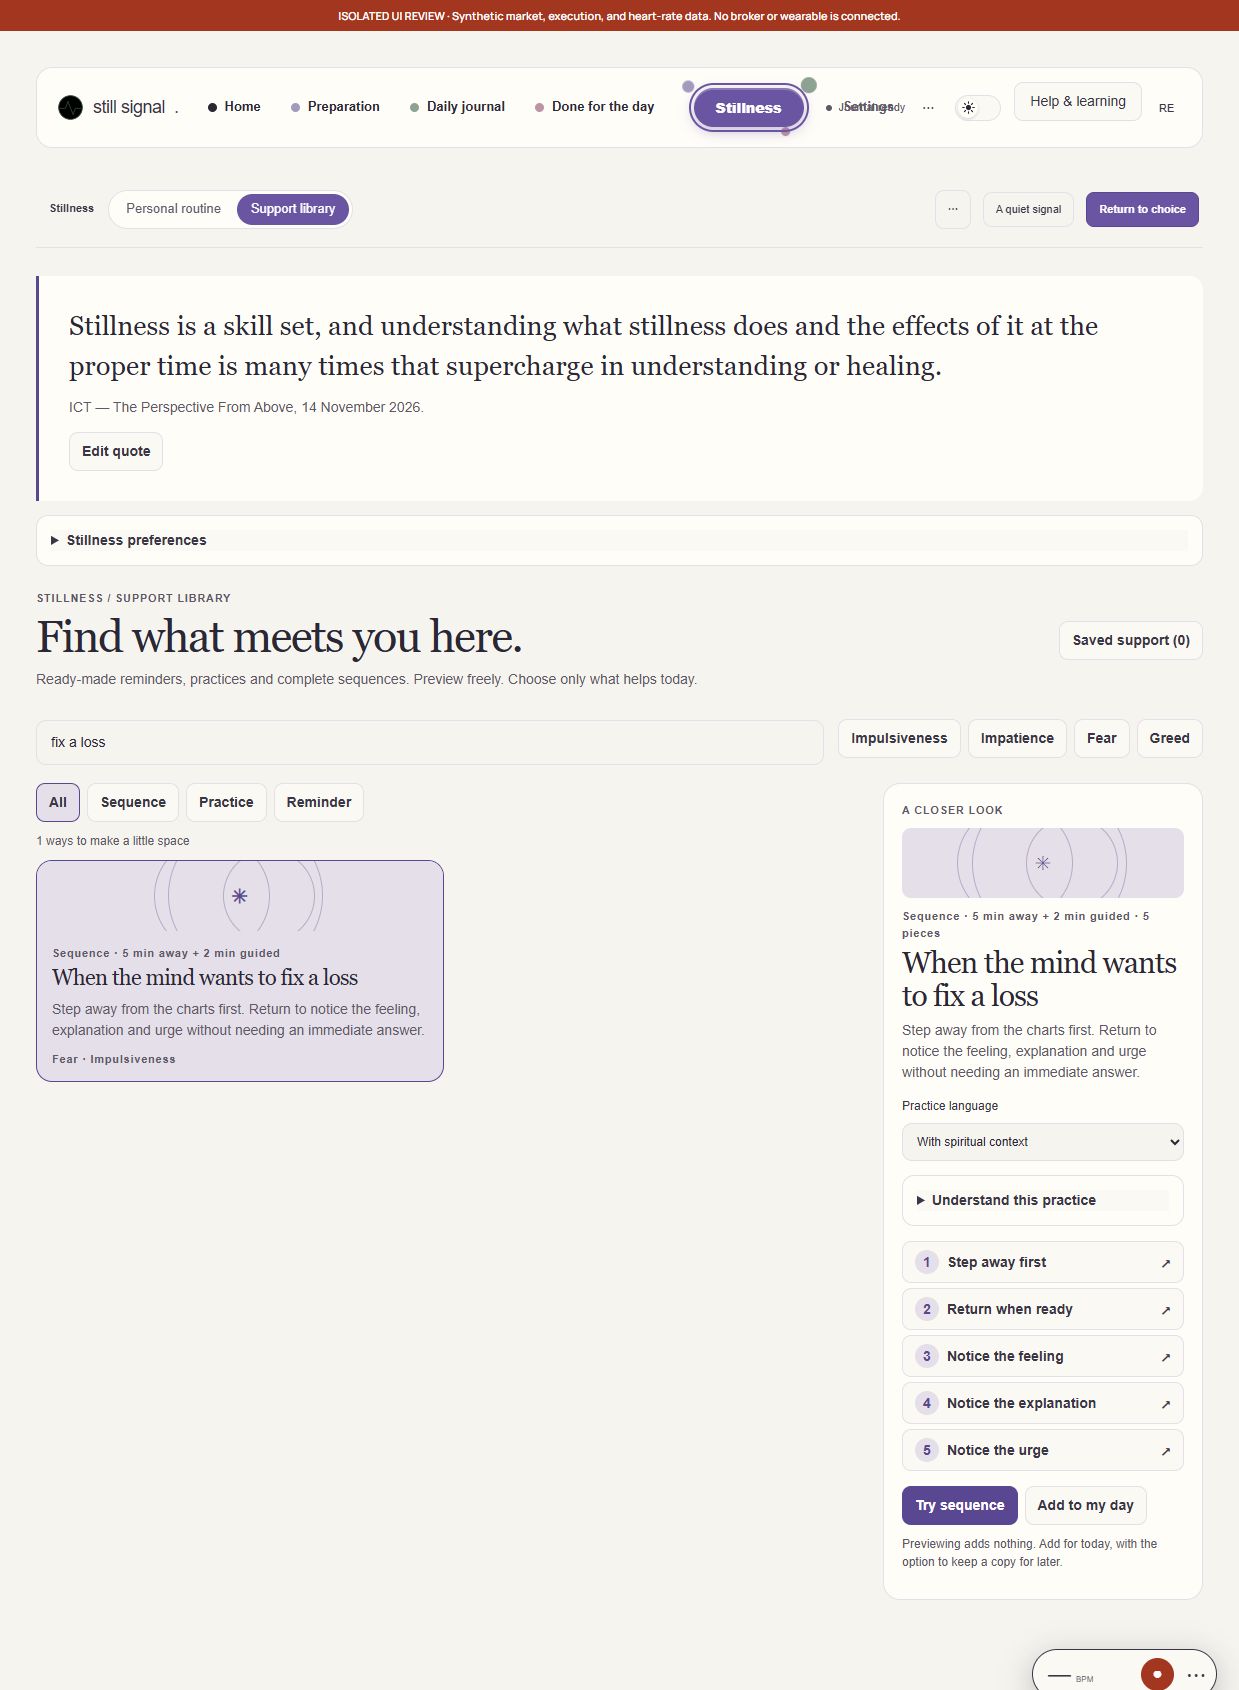 ISOLATED UI REVIEW · Synthetic market, execution, and heart-rate data. No broker or wearable is connected.
still signal .
Home
Preparation
Daily journal
Done for the day
Stillness
Settings
···
Help & learning
RE
Stillness
Personal routine
Support library
···
A quiet signal
Return to choice
Stillness is a skill set, and understanding what stillness does and the effects of it at the
proper time is many times that supercharge in understanding or healing.
ICT — The Perspective From Above, 14 November 2026.
Edit quote
Stillness preferences
STILLNESS / SUPPORT LIBRARY
Find what meets you here.
Saved support (0)
Ready-made reminders, practices and complete sequences. Preview freely. Choose only what helps today.
fix a loss
Impulsiveness
Impatience
Fear
Greed
All
Sequence
Practice
Reminder
1 ways to make a little space
Sequence · 5 min away + 2 min guided
When the mind wants to fix a loss
Step away from the charts first. Return to notice the feeling,
explanation and urge without needing an immediate answer.
Fear · Impulsiveness
A CLOSER LOOK
Sequence · 5 min away + 2 min guided · 5
pieces
When the mind wants
to fix a loss
Step away from the charts first. Return to
notice the feeling, explanation and urge
without needing an immediate answer.
Practice language
With spiritual context
Understand this practice
1 Step away first ↗
2 Return when ready ↗
3 Notice the feeling ↗
4 Notice the explanation ↗
5 Notice the urge ↗
Try sequence
Add to my day
Previewing adds nothing. Add for today, with the
option to keep a copy for later.
— BPM
···